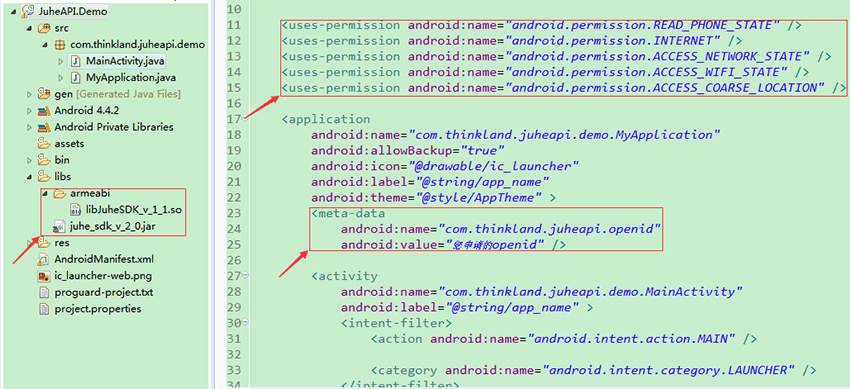 JuheAPI.Demo
src
com.thinkland.juheapi.demo
MainActivity.java
MyApplication.java
gen [Generated Java Files]
Android 4.4.2
Android Private Libraries
assets
bin
libs
armeabi
libJuheSDK_v_1_1.so
juhe_sdk_v_2_0.jar
res
AndroidManifest.xml
ic_launcher-web.png
proguard-project.txt
project.properties
10
11 <uses-permission android:name="android.permission.READ_PHONE_STATE" />
12 <uses-permission android:name="android.permission.INTERNET" />
13 <uses-permission android:name="android.permission.ACCESS_NETWORK_STATE" />
14 <uses-permission android:name="android.permission.ACCESS_WIFI_STATE" />
15 <uses-permission android:name="android.permission.ACCESS_COARSE_LOCATION" />
16
17 <application
18 android:name="com.thinkland.juheapi.demo.MyApplication"
19 android:allowBackup="true"
20 android:icon="@drawable/ic_launcher"
21 android:label="@string/app_name"
22 android:theme="@style/AppTheme" >
23 <meta-data
24 android:name="com.thinkland.juheapi.openid"
25 android:value="您申请的openid" />
26
27 <activity
28 android:name="com.thinkland.juheapi.demo.MainActivity"
29 android:label="@string/app_name" >
30 <intent-filter>
31 <action android:name="android.intent.action.MAIN" />
32
33 <category android:name="android.intent.category.LAUNCHER" />
34 </intent-filter>